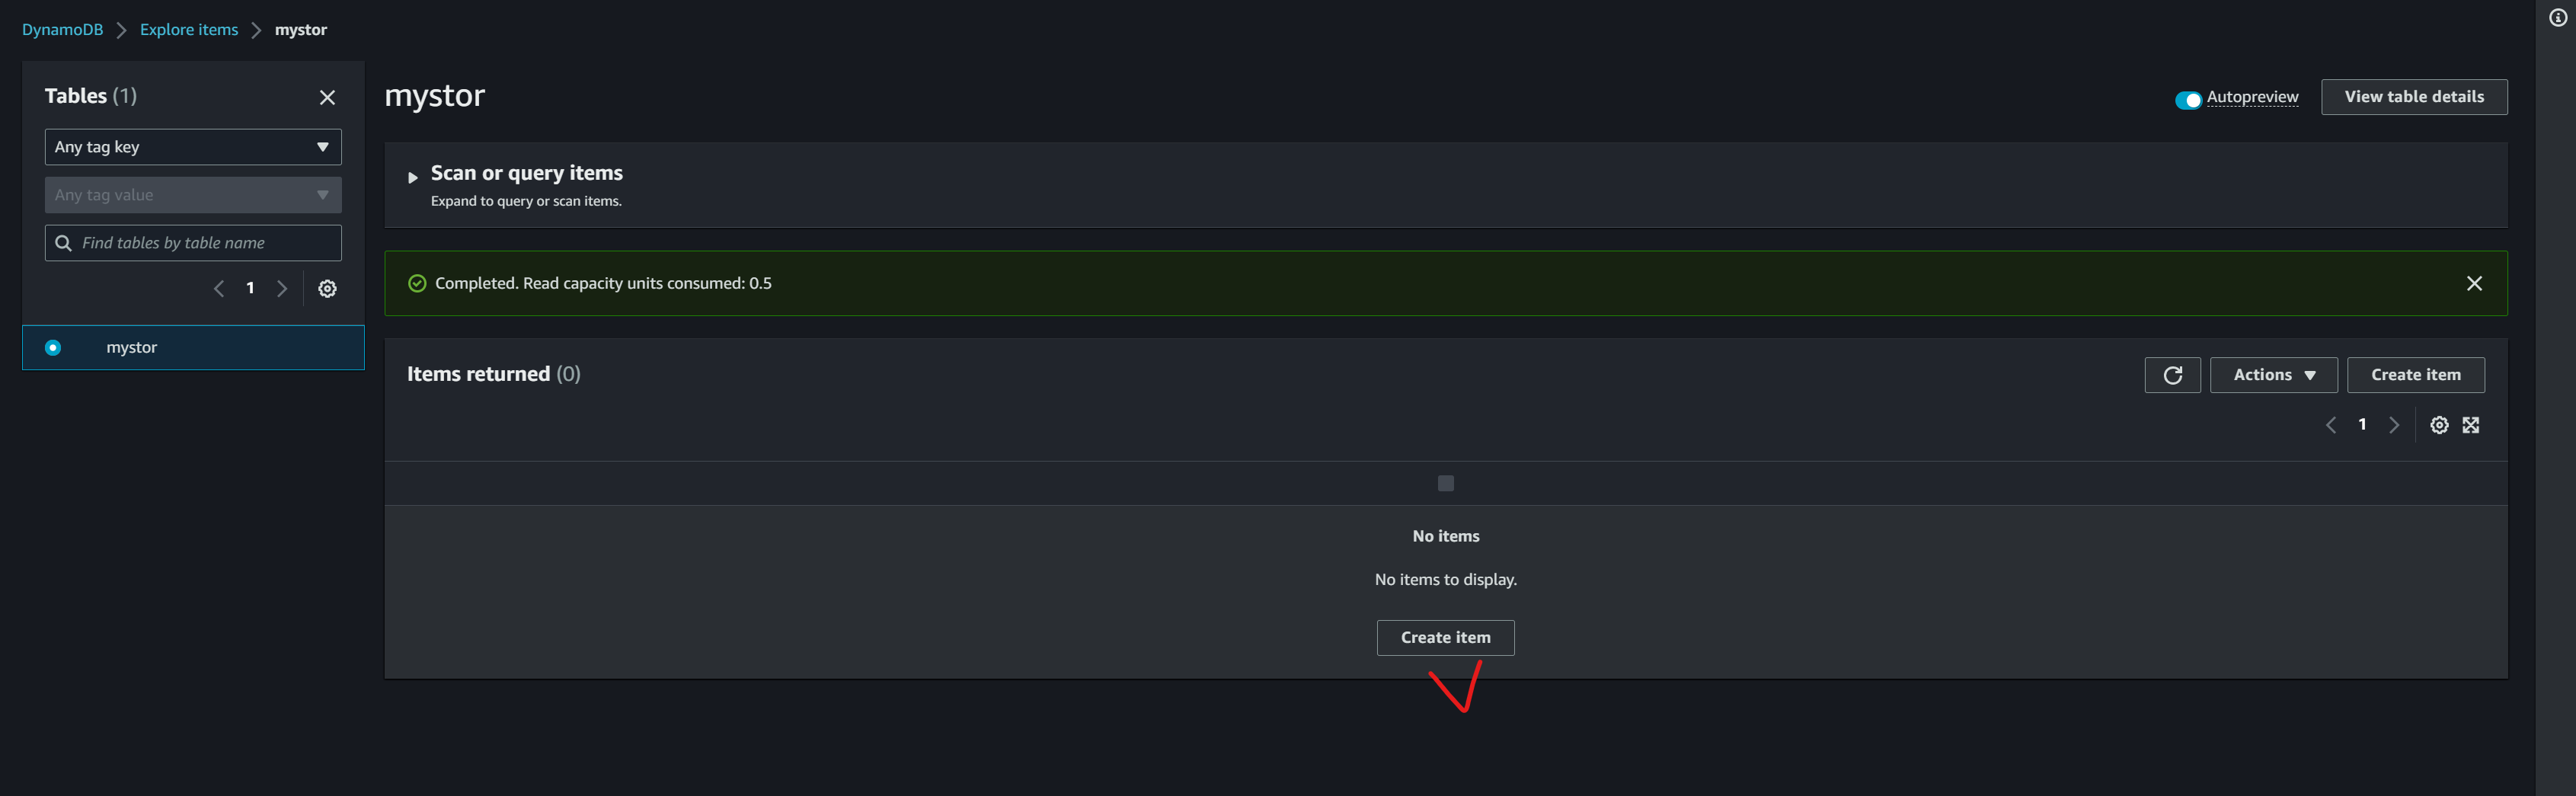 DynamoDB > Explore items > mystor
Tables (1)
Any tag key
Any tag value
Find tables by table name
1
mystor
mystor
Autopreview
View table details
Scan or query items
Expand to query or scan items.
Completed. Read capacity units consumed: 0.5
Items returned (0)
Actions
Create item
1
No items
No items to display.
Create item